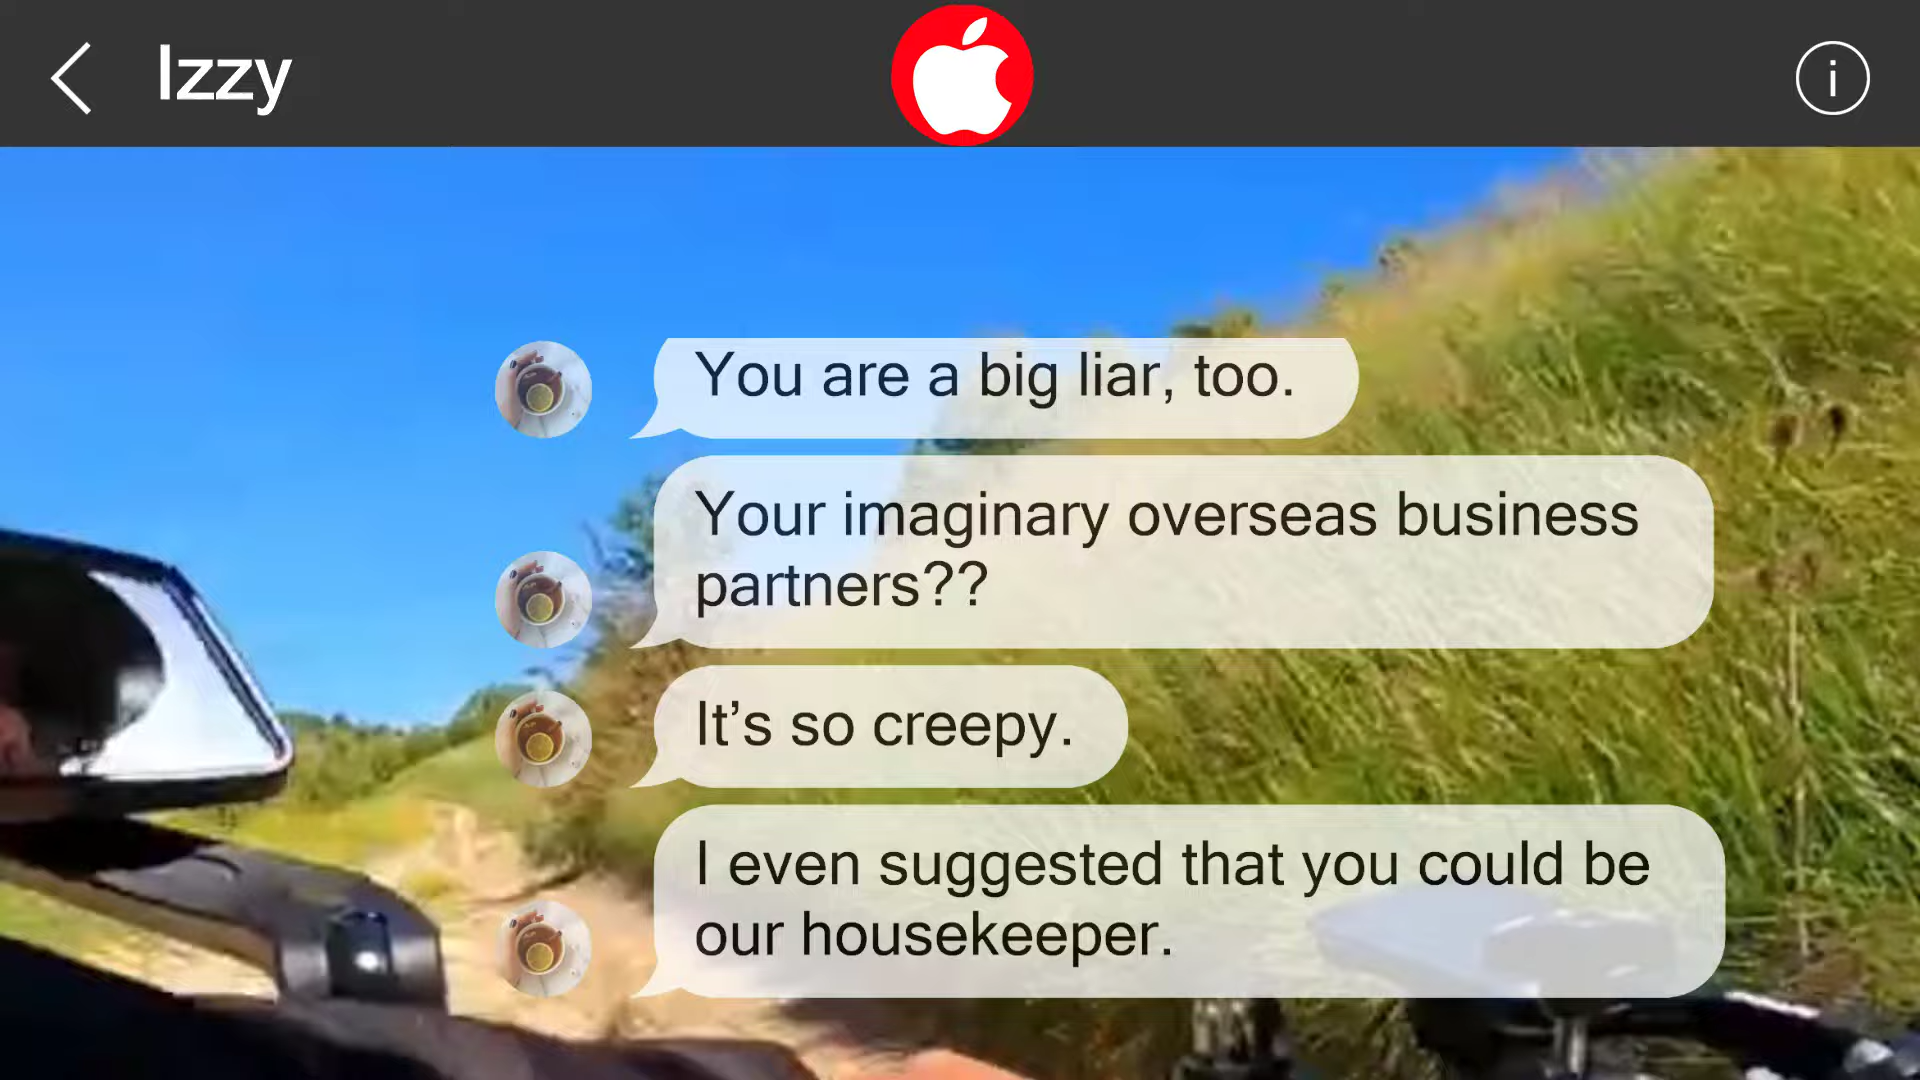 Izzy
You are a big liar, too.
Your imaginary overseas business
partners??
It’s so creepy.
I even suggested that you could be
our housekeeper.